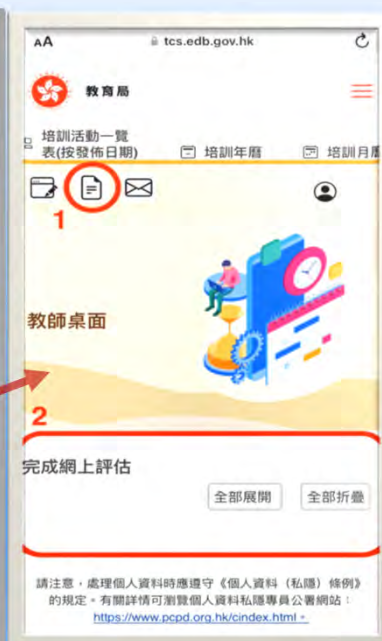 AA tcs.edb.gov.hk
教育局
培訓活動一覽
表(按發佈日期) 培訓年曆 培訓月曆
1
教師桌面
2
完成網上評估
全部展開 全部折疊
請注意，處理個人資料時應遵守《個人資料（私隱）條例》
的規定。有關詳情可瀏覽個人資料私隱專員公署網站：
https://www.pcpd.org.hk/cindex.html。